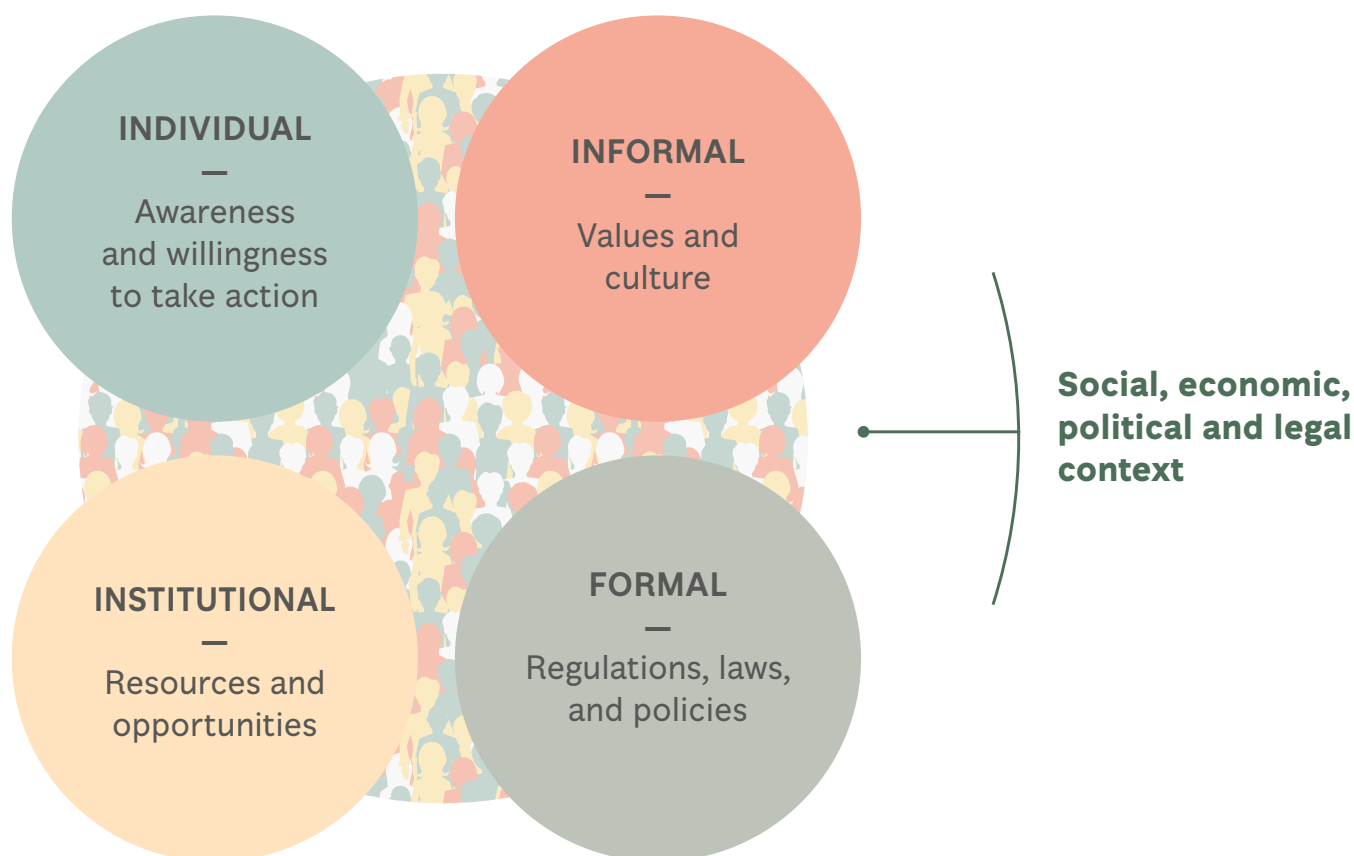 INDIVIDUAL
—
Awareness
and willingness
to take action
INFORMAL
—
Values and
culture
INSTITUTIONAL
—
Resources and
opportunities
FORMAL
—
Regulations, laws,
and policies
Social, economic,
political and legal
context